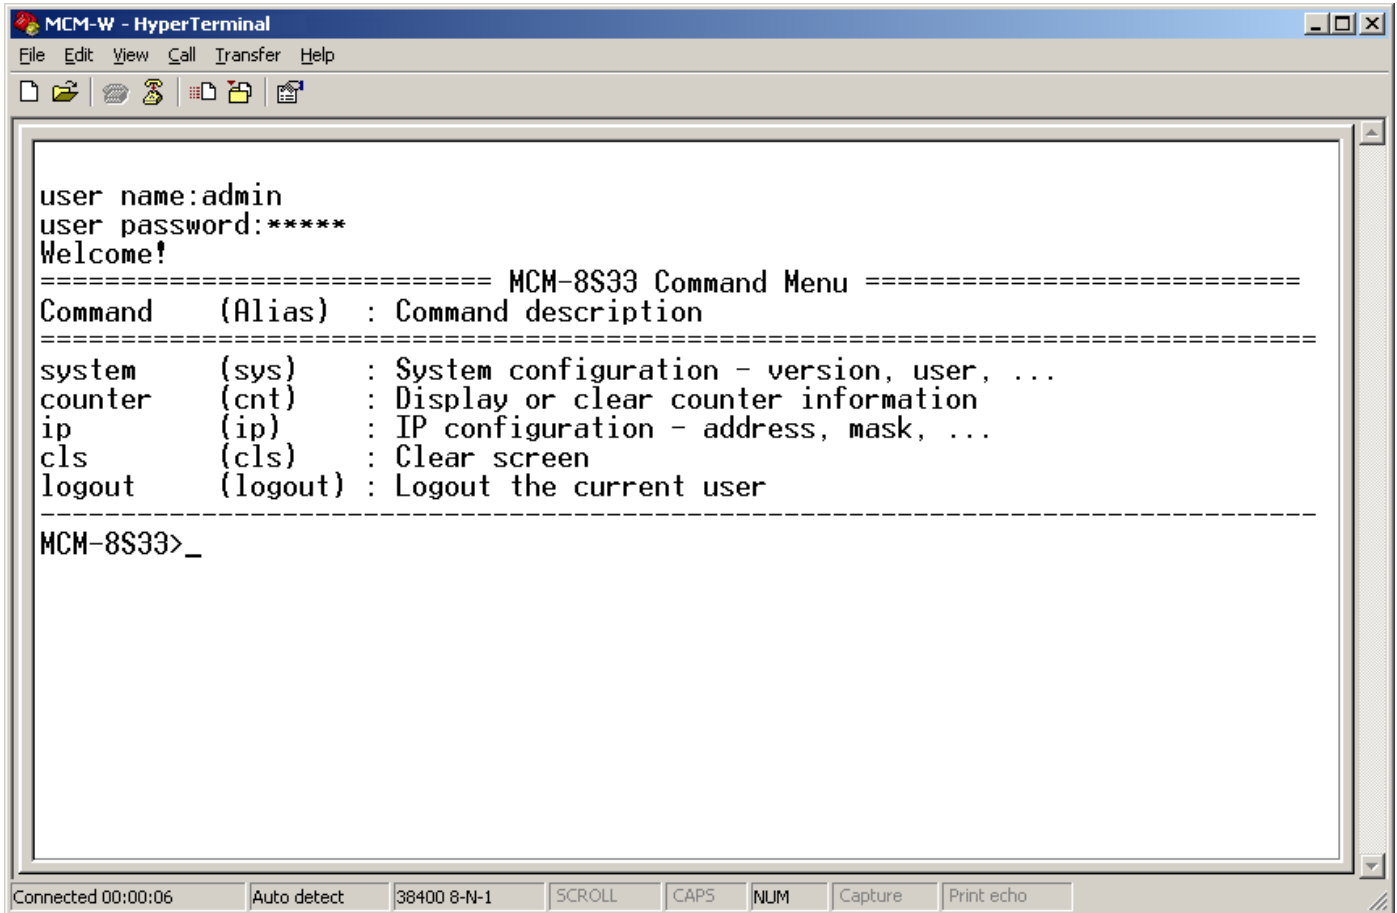 MCM-W - HyperTerminal
File Edit View Call Transfer Help
user name:admin
user password:*****
Welcome!
============================ MCM-8S33 Command Menu ===========================
Command (Alias) : Command description
===============================================================================
system (sys) : System configuration - version, user, ...
counter (cnt) : Display or clear counter information
ip (ip) : IP configuration - address, mask, ...
cls (cls) : Clear screen
logout (logout) : Logout the current user
-------------------------------------------------------------------------------
MCM-8S33>_
Connected 00:00:06 Auto detect 38400 8-N-1 SCROLL CAPS NUM Capture Print echo